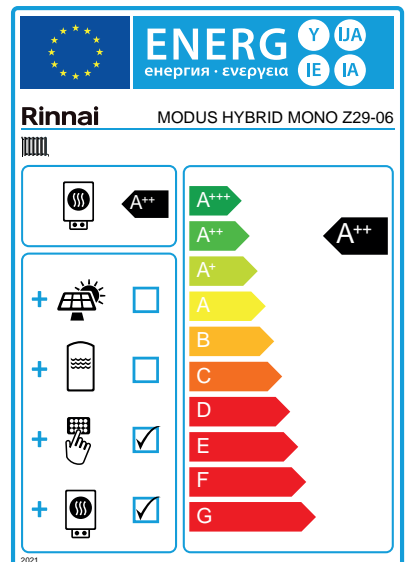 ENERG
енергия · ενεργεια
Y IJA
IE IA
Rinnai
MODUS HYBRID MONO Z29-06
A++
A+++
A++
A+
A
B
C
D
E
F
G
A++
+
+
+
+
2021